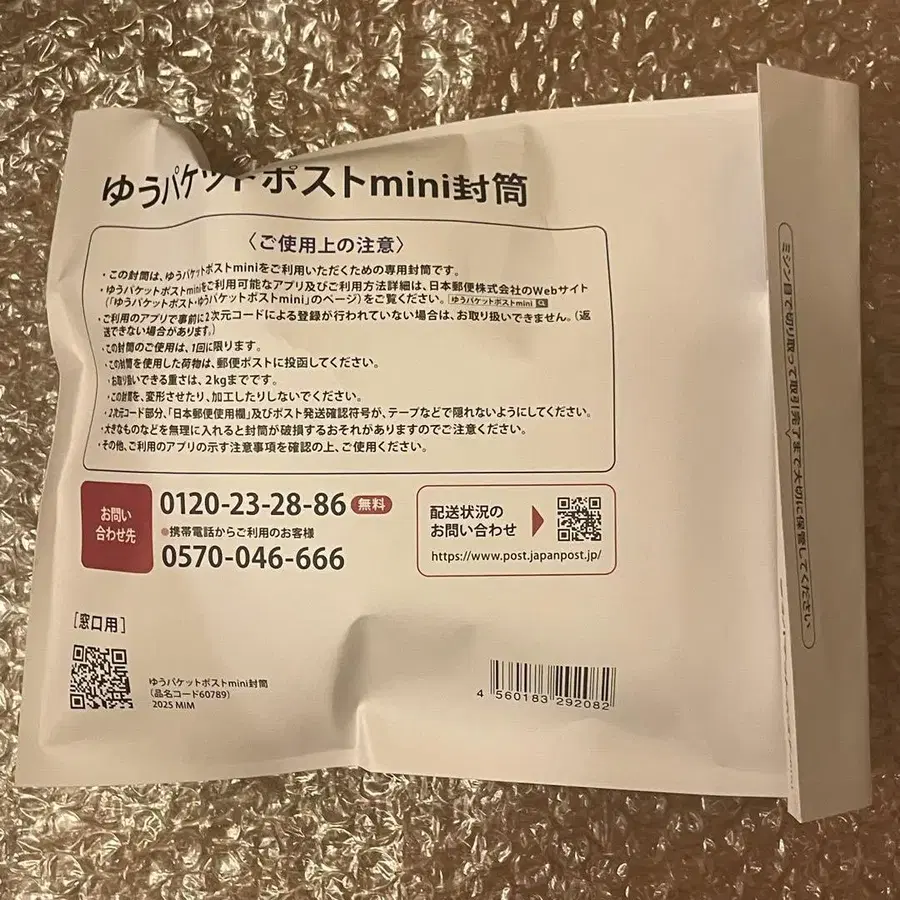 ゆうパケットポストmini封筒
〈ご使用上の注意〉
・この封筒は、ゆうパケットポストminiをご利用いただくための専用封筒です。
・ゆうパケットポストminiをご利用可能なアプリ及びご利用方法詳細は、日本郵便株式会社のWebサイト
(「ゆうパケットポスト・ゆうパケットポストmini」のページ)をご覧ください。 ゆうパケットポストmini
・ご利用のアプリで事前に2次元コードによる登録が行われていない場合は、お取り扱いできません。(返
送できない場合があります。)
・この封筒のご使用は、1回に限ります。
・この封筒を使用した荷物は、郵便ポストに投函してください。
・お取り扱いできる重さは、2kgまでです。
・この封筒を、変形させたり、加工したりしないでください。
・2次元コード部分、「日本郵便使用欄」及びポスト発送確認符号が、テープなどで隠れないようにしてください。
・大きなものなどを無理に入れると封筒が破損するおそれがありますのでご注意ください。
・その他、ご利用のアプリの示す注意事項を確認の上、ご使用ください。
お問い
合わせ先
0120-23-28-86 無料
●携帯電話からご利用のお客様
0570-046-666
配送状況の
お問い合わせ
https://www.post.japanpost.jp/
[窓口用]
ゆうパケットポストmini封筒
(品名コード60789)
2025 MIM
4 560183 292082
ミシン目で切り取って取引完了まで大切に保管してください